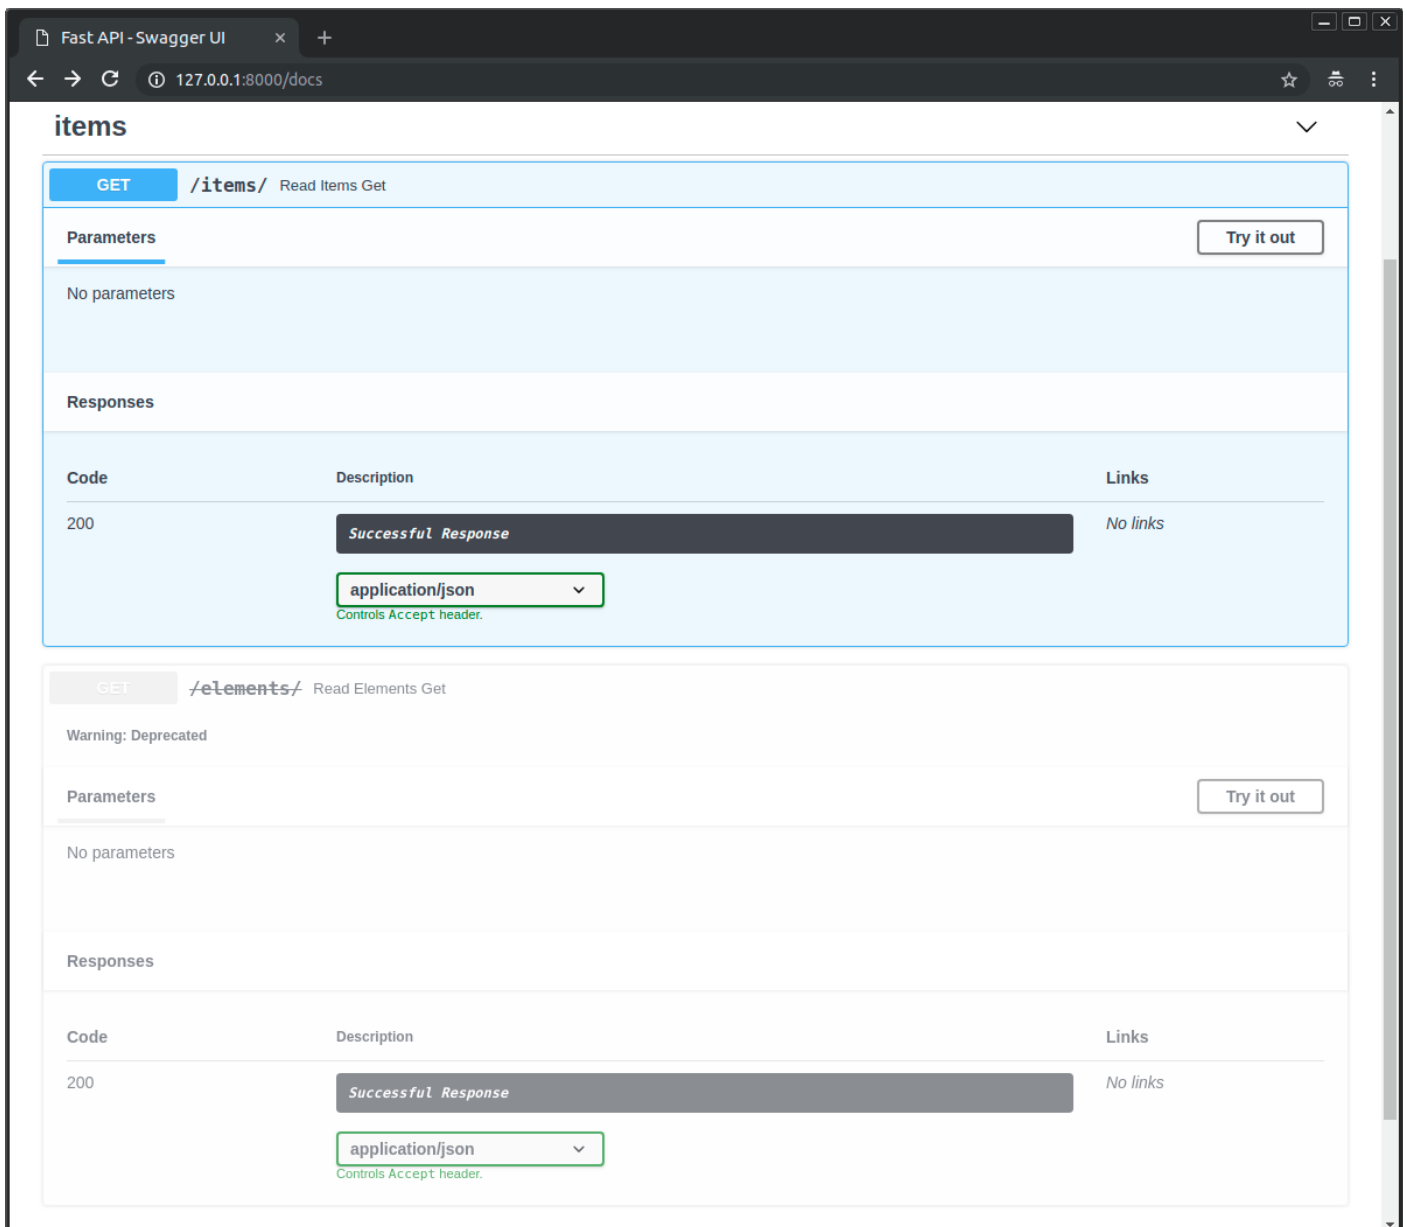 Fast API - Swagger UI
127.0.0.1:8000/docs
items
GET /items/ Read Items Get
Parameters Try it out
No parameters
Responses
Code Description Links
200 Successful Response No links
application/json
Controls Accept header.
GET /elements/ Read Elements Get
Warning: Deprecated
Parameters Try it out
No parameters
Responses
Code Description Links
200 Successful Response No links
application/json
Controls Accept header.